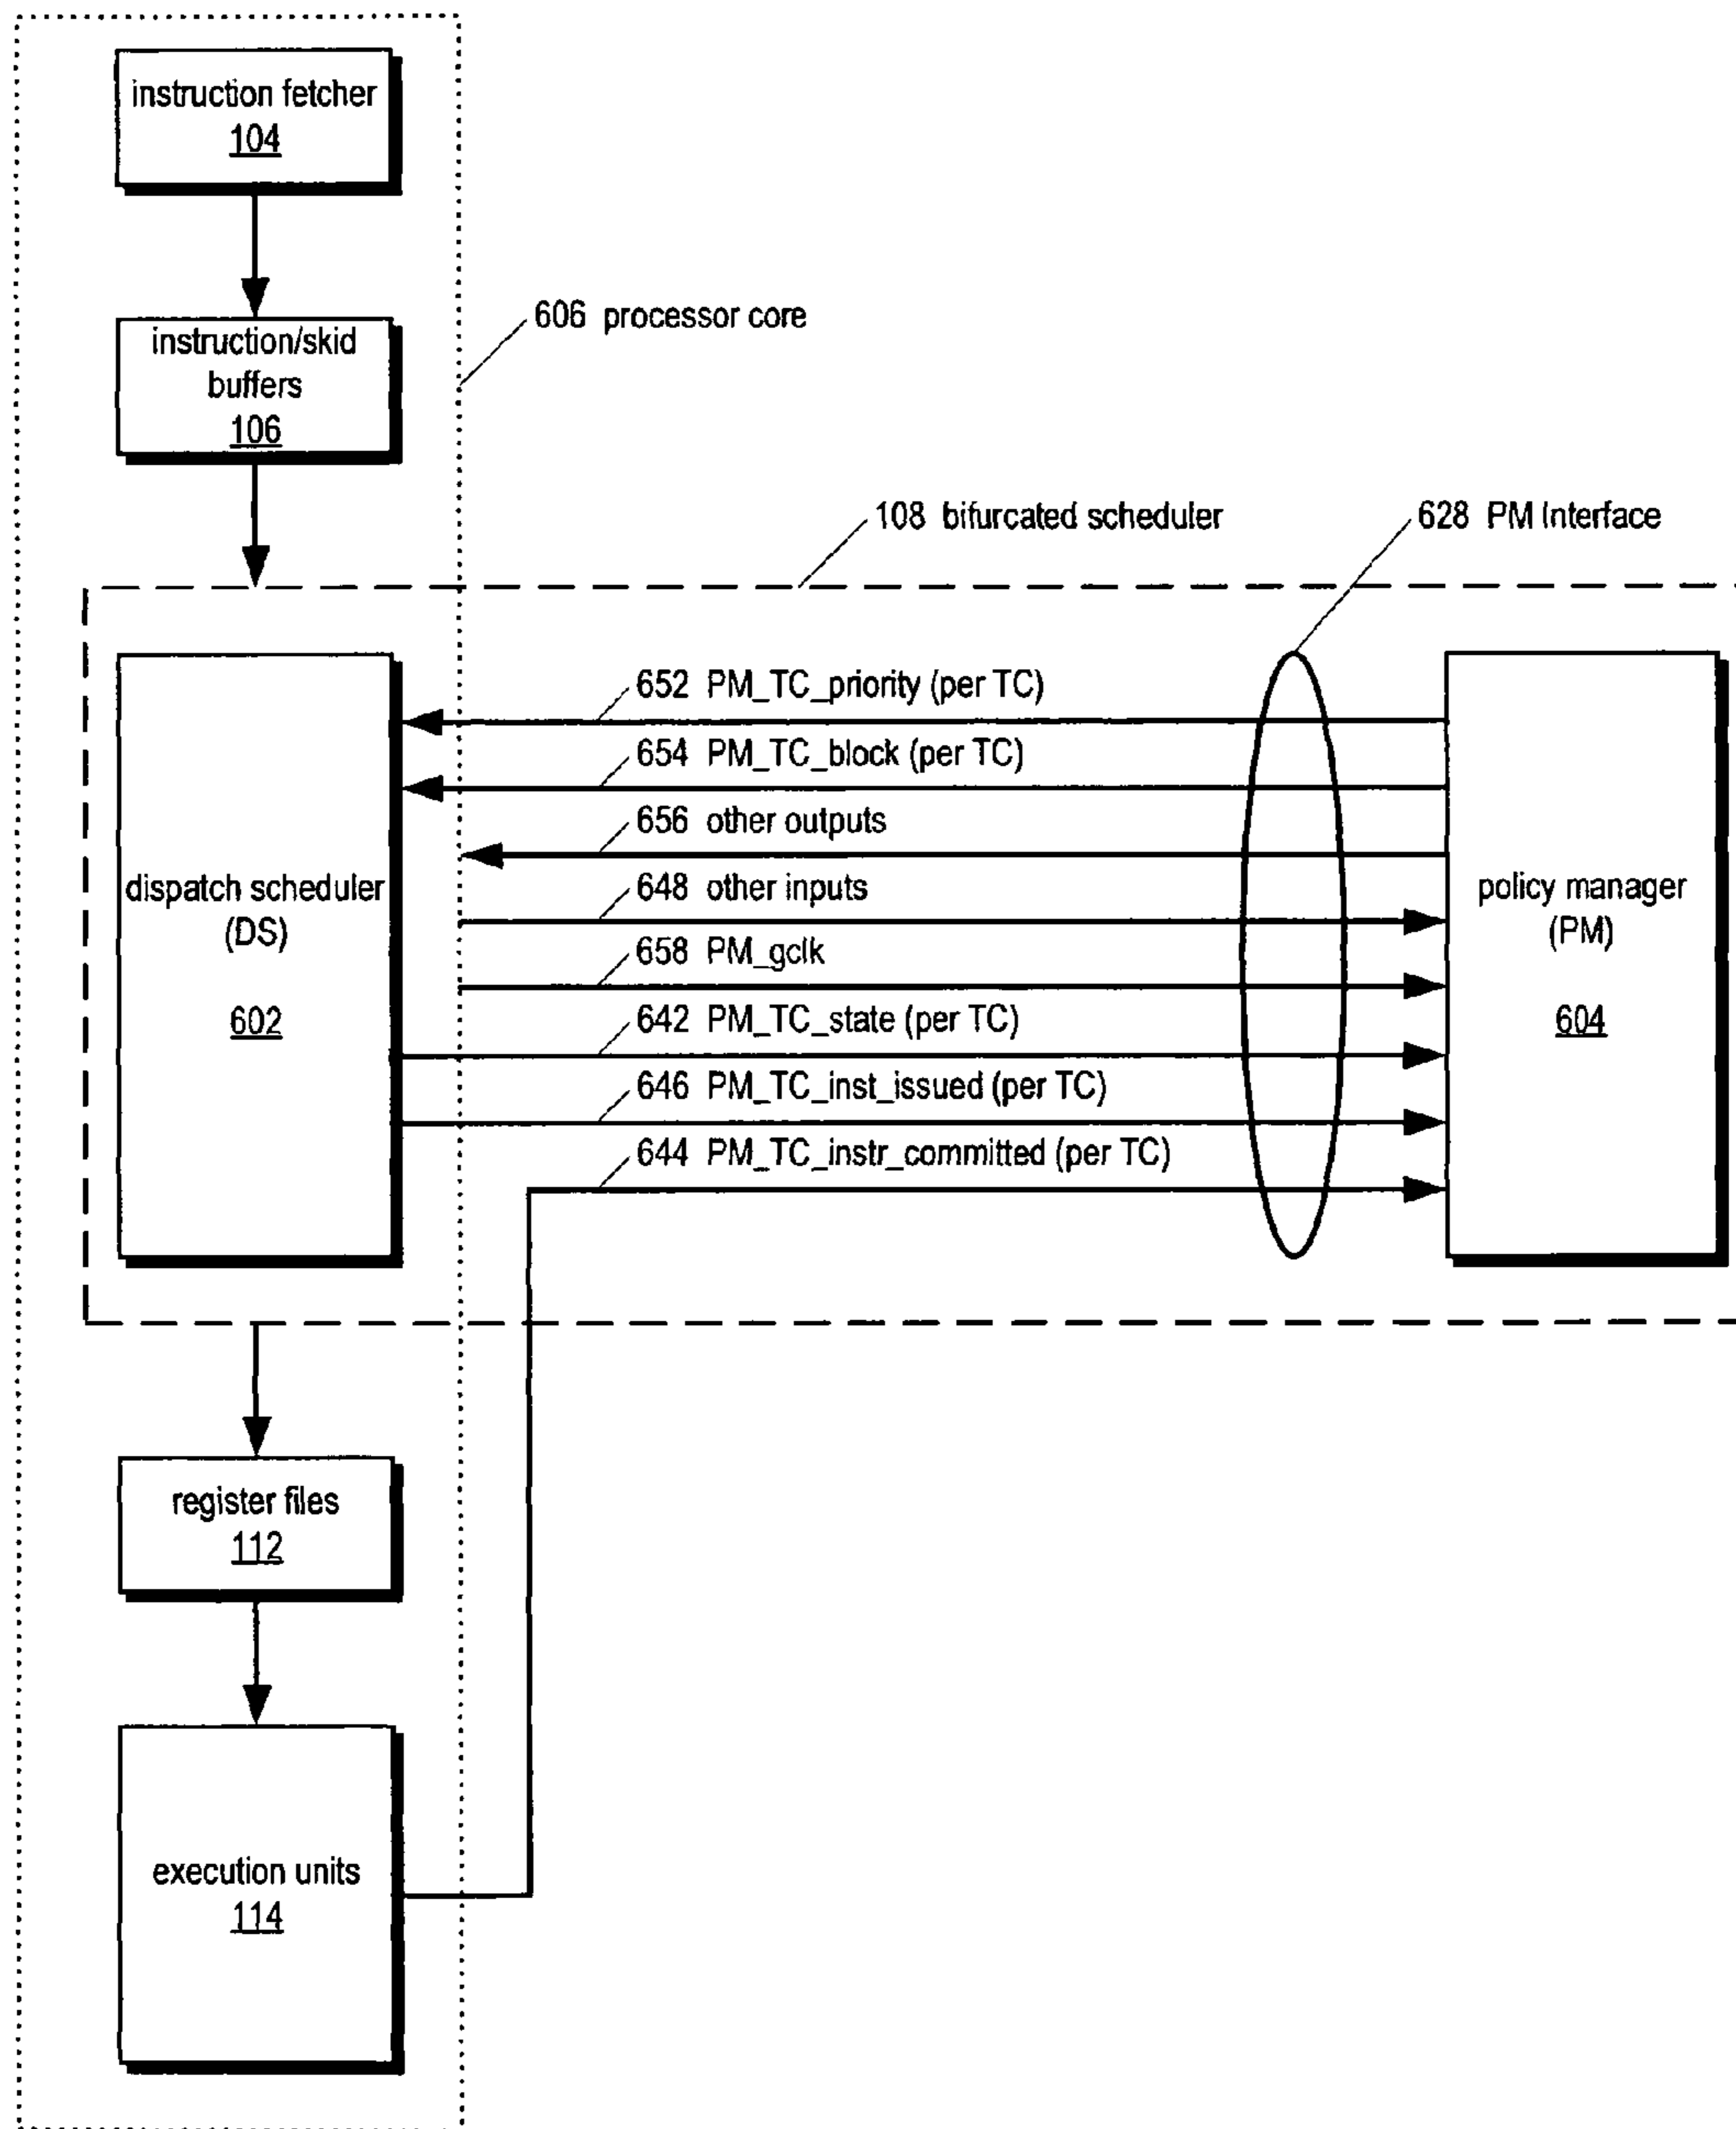 instruction fetcher
104
instruction/skid
buffers
106
606 processor core
108 bifurcated scheduler
628 PM Interface
dispatch scheduler
(DS)
602
652 PM_TC_priority (per TC)
654 PM_TC_block (per TC)
656 other outputs
648 other inputs
658 PM_gclk
642 PM_TC_state (per TC)
646 PM_TC_inst_issued (per TC)
644 PM_TC_instr_committed (per TC)
policy manager
(PM)
604
register files
112
execution units
114